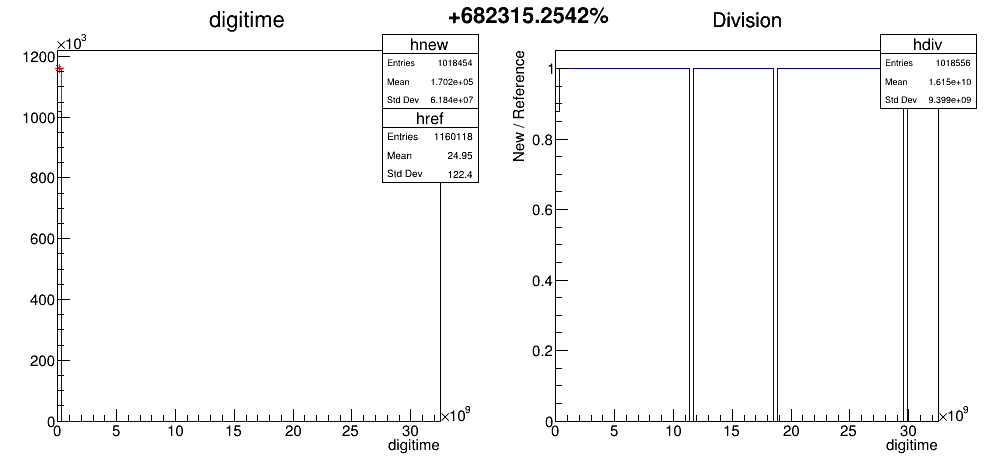 +682315.2542%
digitime
×10³
1200
1000
800
600
400
200
0
0 5 10 15 20 25 30
×10⁹
digitime
hnew
Entries 1018454
Mean 1.702e+05
Std Dev 6.184e+07
href
Entries 1160118
Mean 24.95
Std Dev 122.4
Division
New / Reference
1
0.8
0.6
0.4
0.2
0
0 5 10 15 20 25 30
×10⁹
digitime
hdiv
Entries 1018556
Mean 1.615e+10
Std Dev 9.399e+09